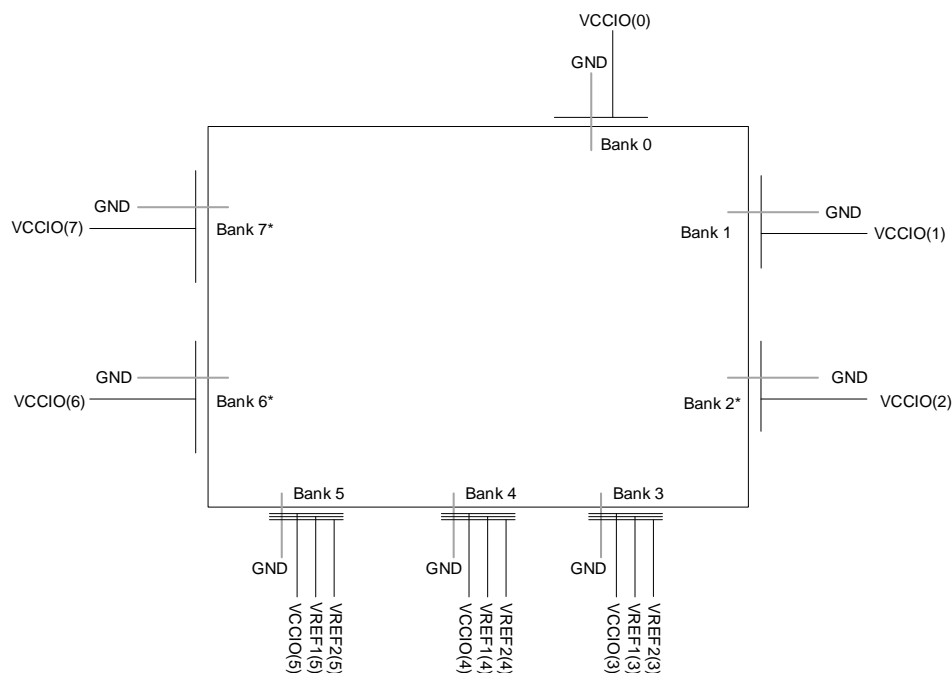 VCCIO(0)
GND
Bank 0
GND
VCCIO(7)
Bank 7*
GND
Bank 1
VCCIO(1)
GND
VCCIO(6)
Bank 6*
GND
Bank 2*
VCCIO(2)
Bank 5
Bank 4
Bank 3
GND
GND
GND
VCCIO(5)
VREF1(5)
VREF2(5)
VCCIO(4)
VREF1(4)
VREF2(4)
VCCIO(3)
VREF1(3)
VREF2(3)